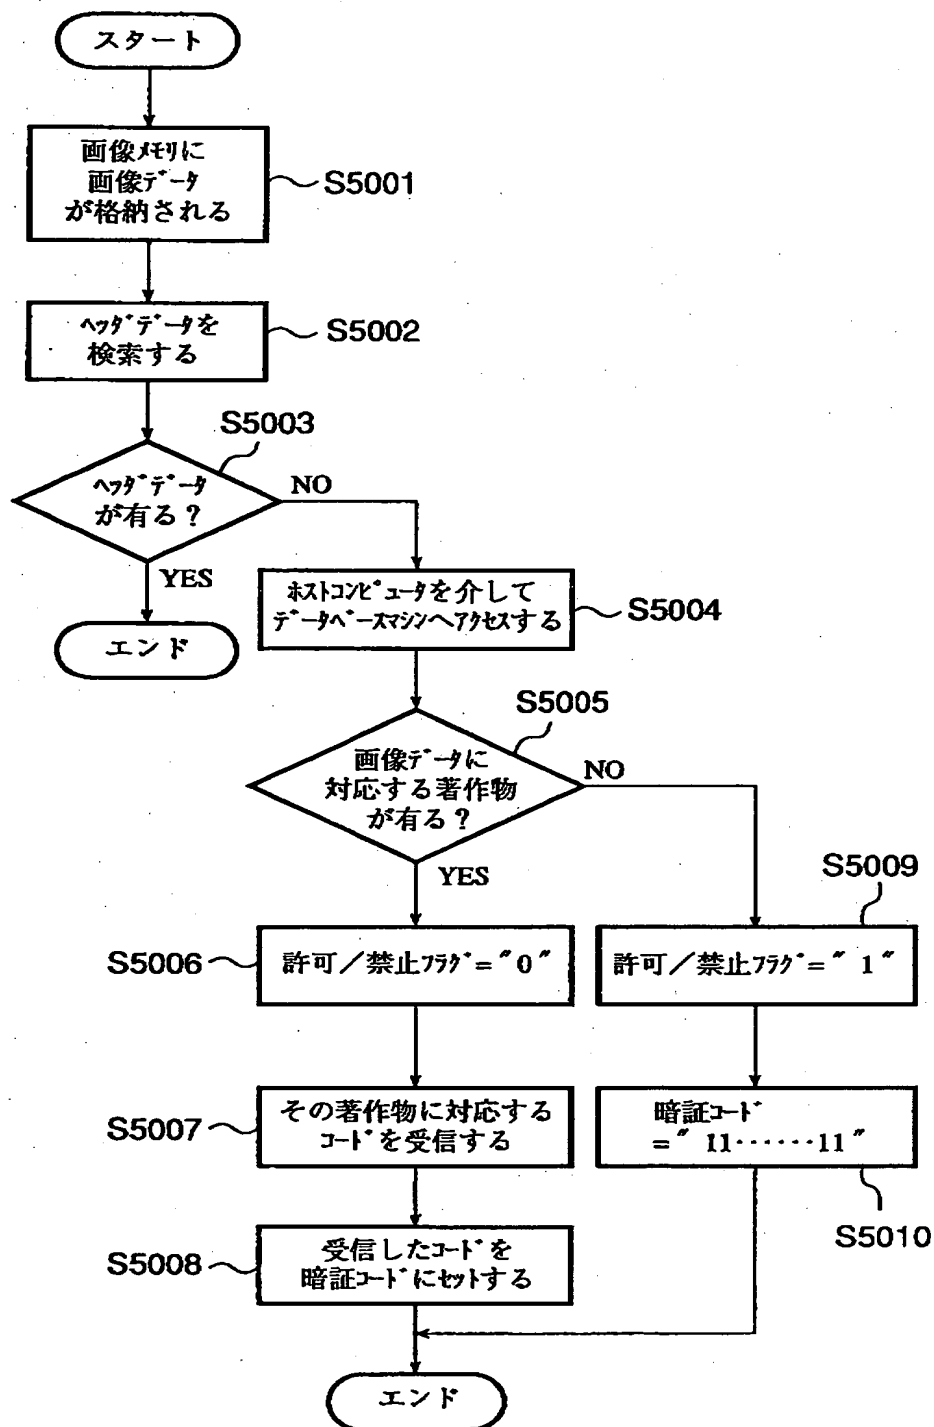 スタート
画像メモリに
画像データ
が格納される
S5001
ヘッダデータを
検索する
S5002
S5003
ヘッダデータ
が有る?
NO
YES
エンド
ホストコンピュータを介して
データベースマシンへアクセスする
S5004
S5005
画像データに
対応する著作物
が有る?
NO
YES
S5009
S5006
許可/禁止フラグ="0"
許可/禁止フラグ="1"
S5007
その著作物に対応する
コードを受信する
暗証コード
="11······11"
S5010
S5008
受信したコードを
暗証コードにセットする
エンド